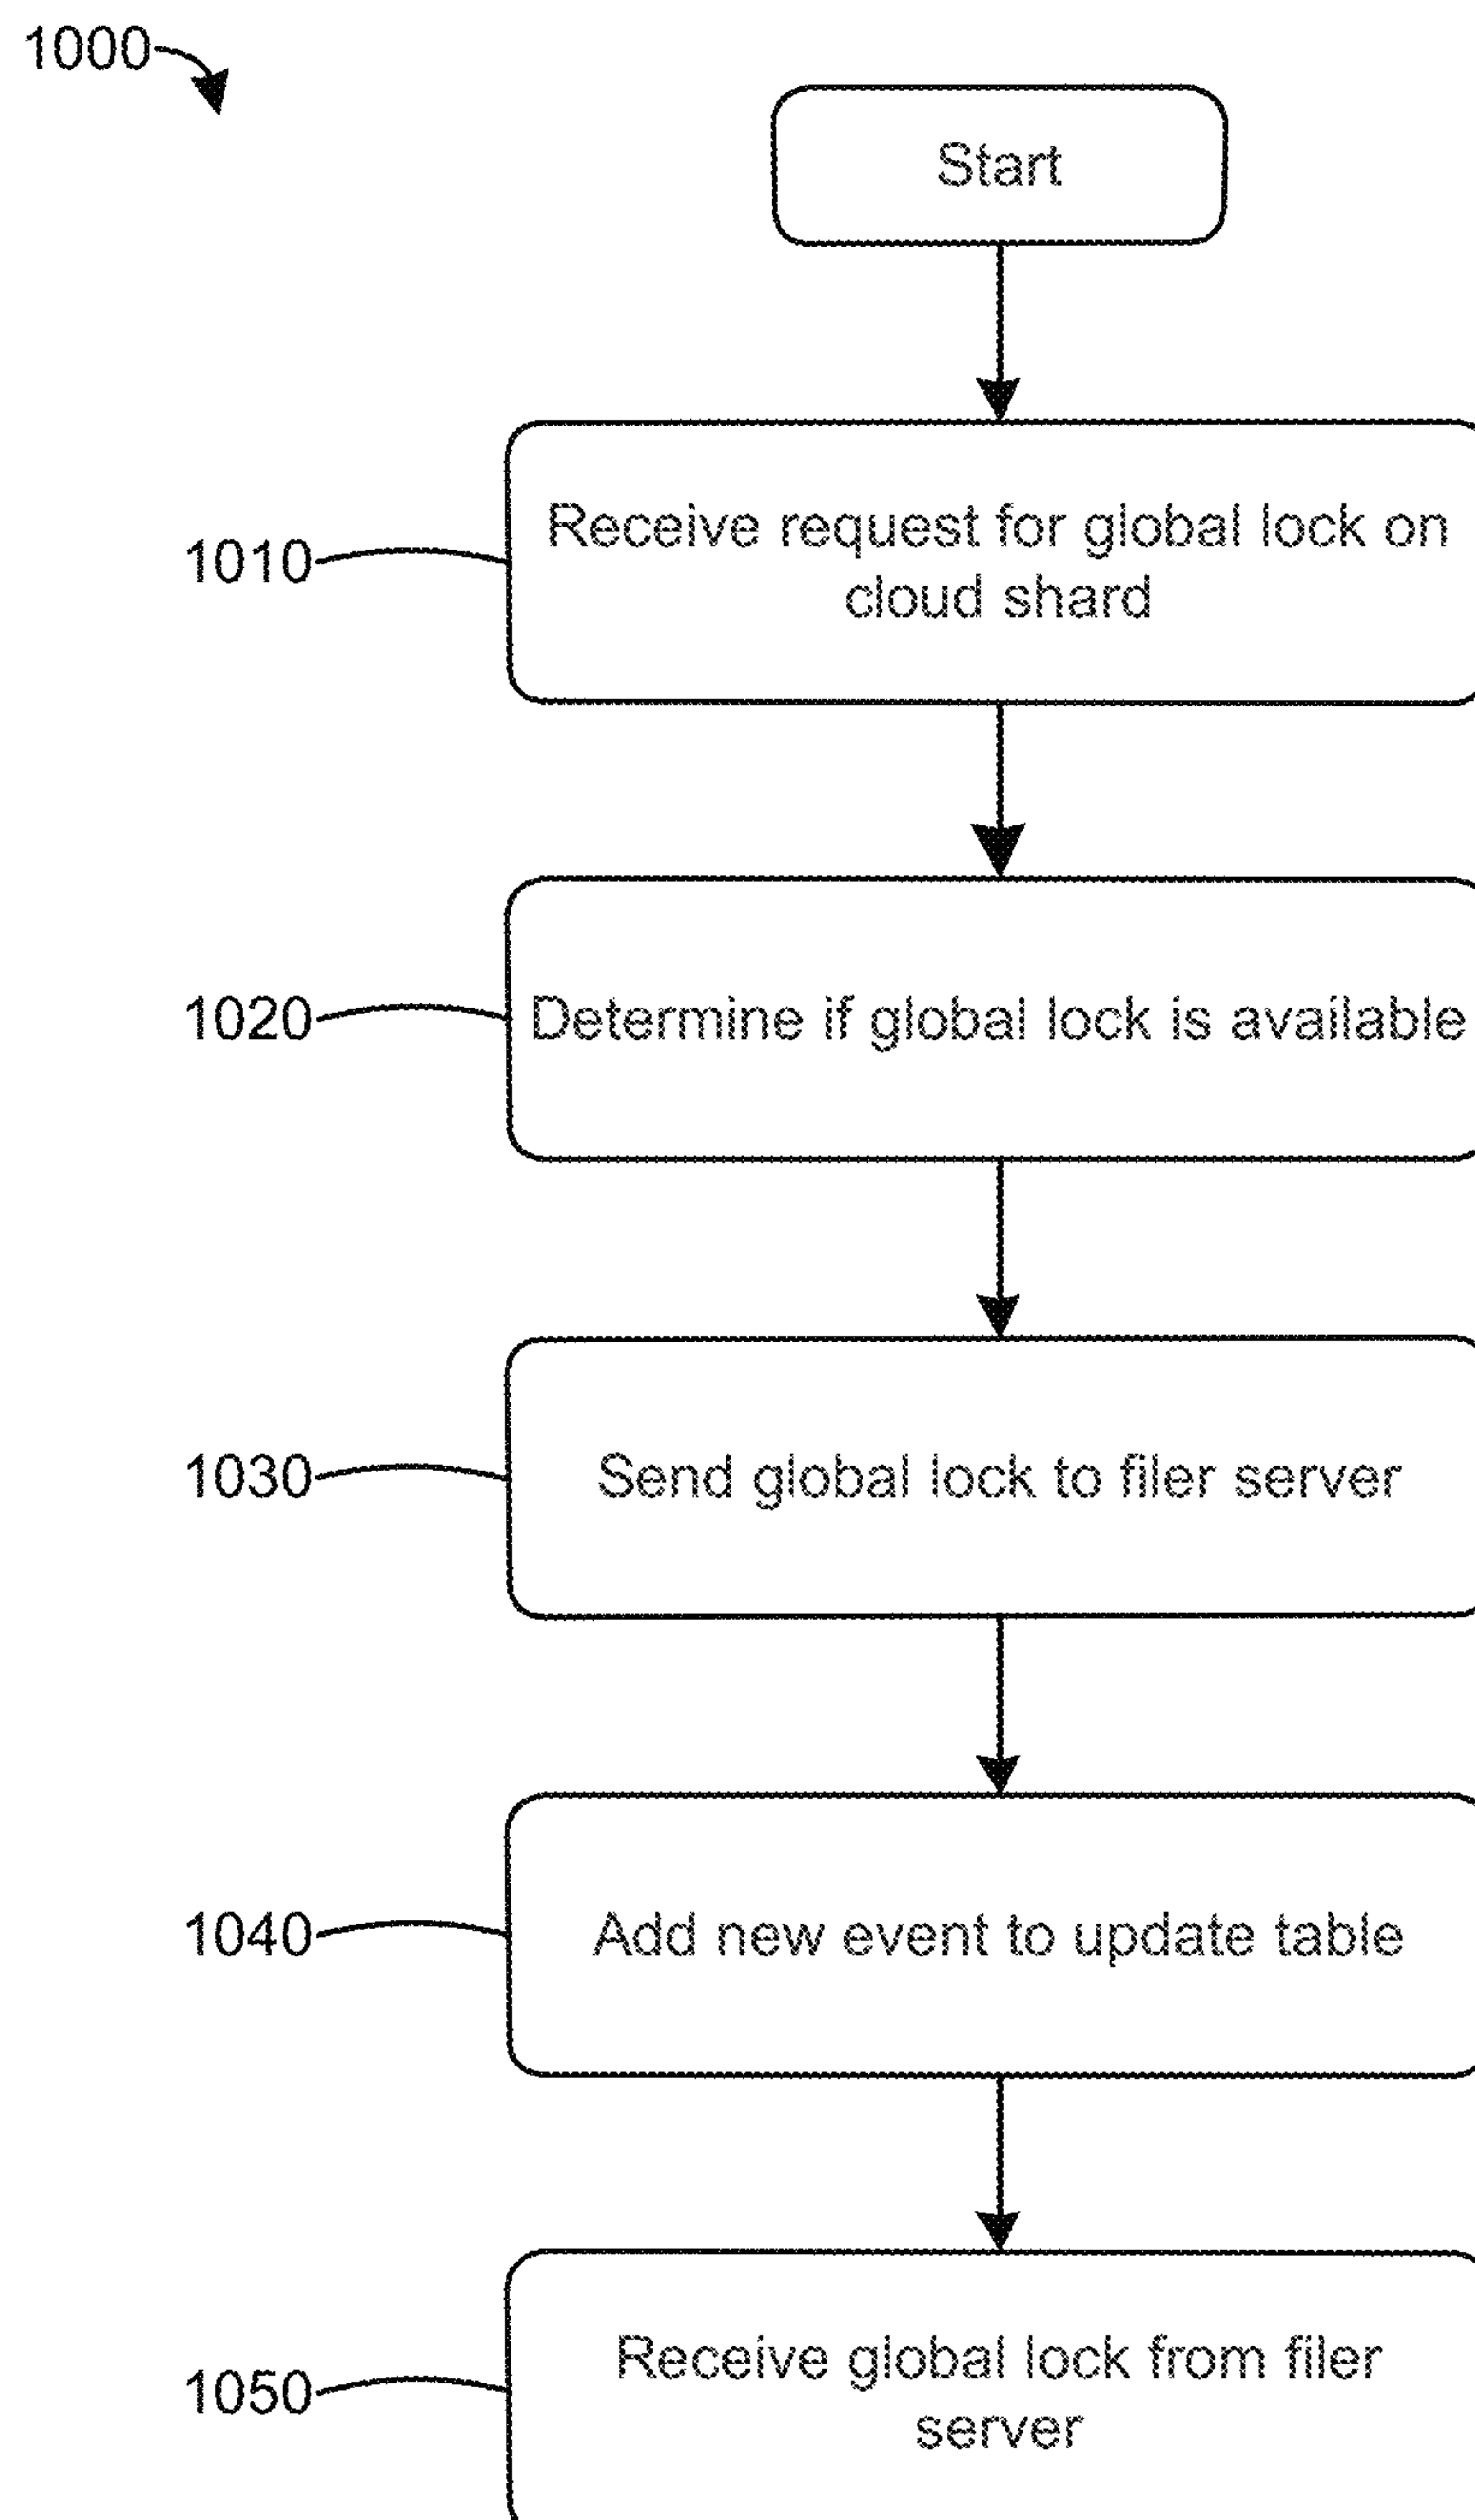 1000
Start
1010
Receive request for global lock on
cloud shard
1020
Determine if global lock is available
1030
Send global lock to filer server
1040
Add new event to update table
1050
Receive global lock from filer
server